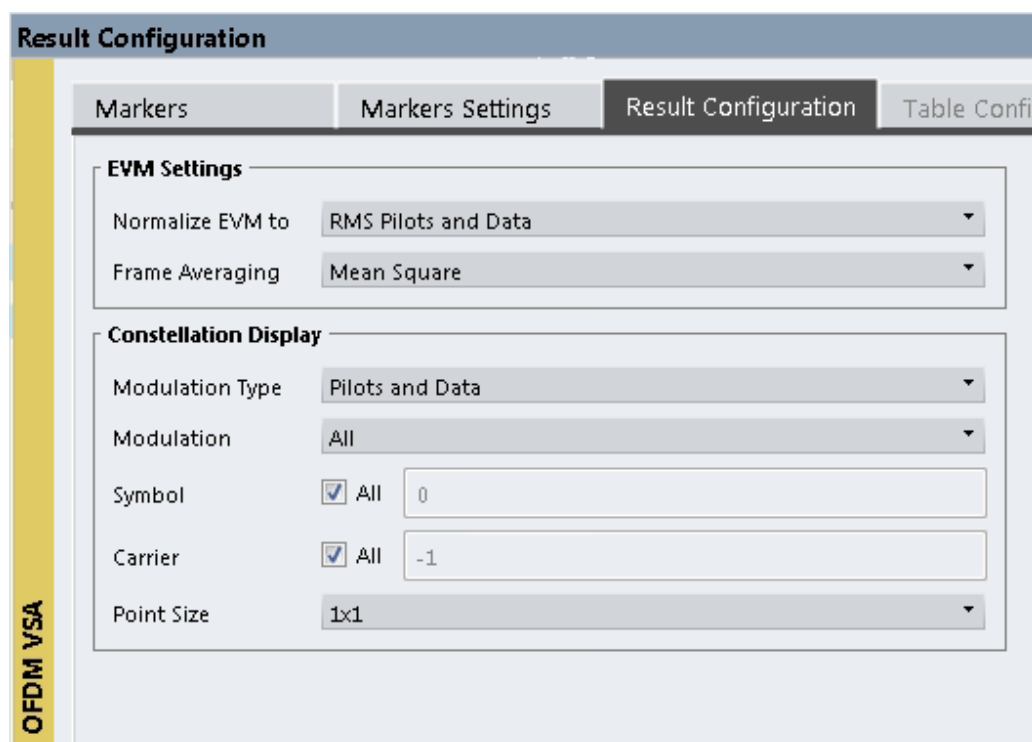 Result Configuration
Markers
Markers Settings
Result Configuration
Table Confi
EVM Settings
Normalize EVM to
RMS Pilots and Data
Frame Averaging
Mean Square
Constellation Display
Modulation Type
Pilots and Data
Modulation
All
Symbol
All
0
Carrier
All
-1
Point Size
1x1
OFDM VSA